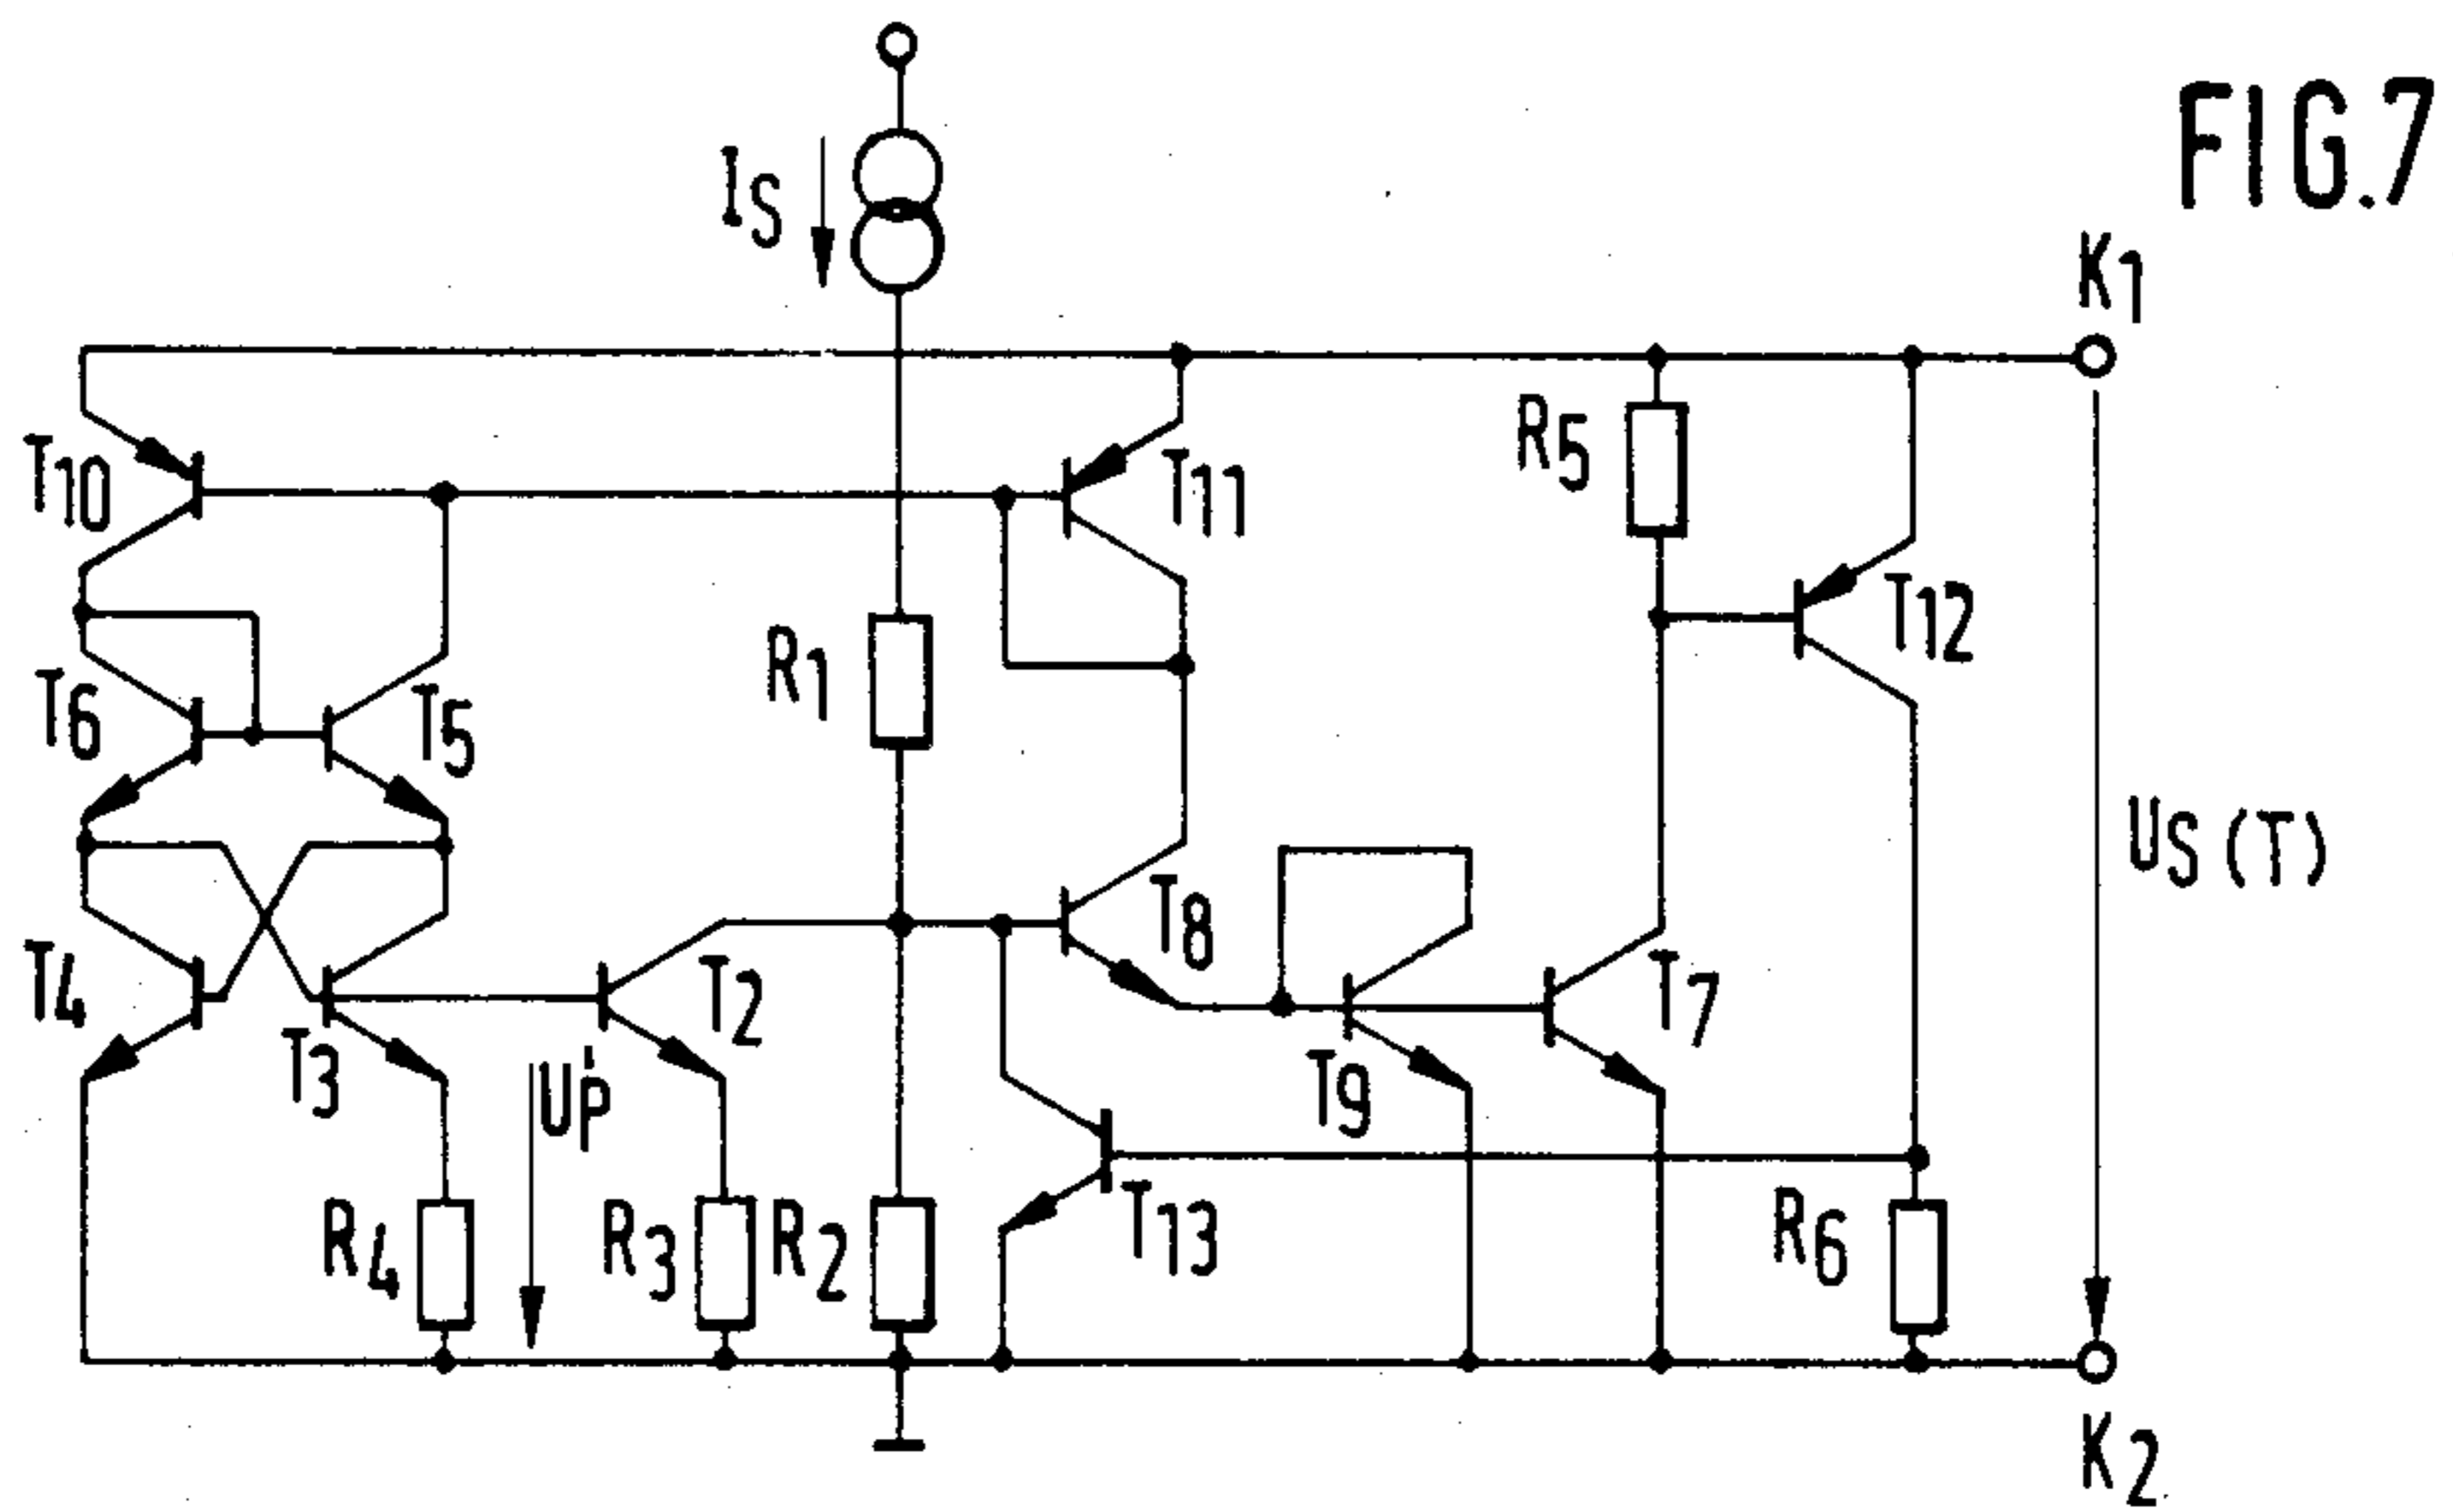 FIG.7
IS
K1
T10
T11
R5
T12
R1
T6
T5
US (T)
T8
T4
T2
T7
T3
UP'
T9
R4
R3
R2
T13
R6
K2